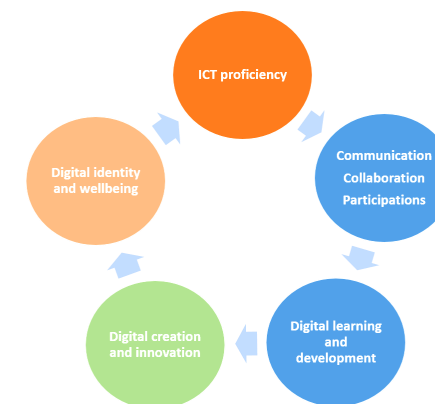 ICT proficiency
Communication
Collaboration
Participations
Digital learning
and
development
Digital creation
and innovation
Digital identity
and wellbeing